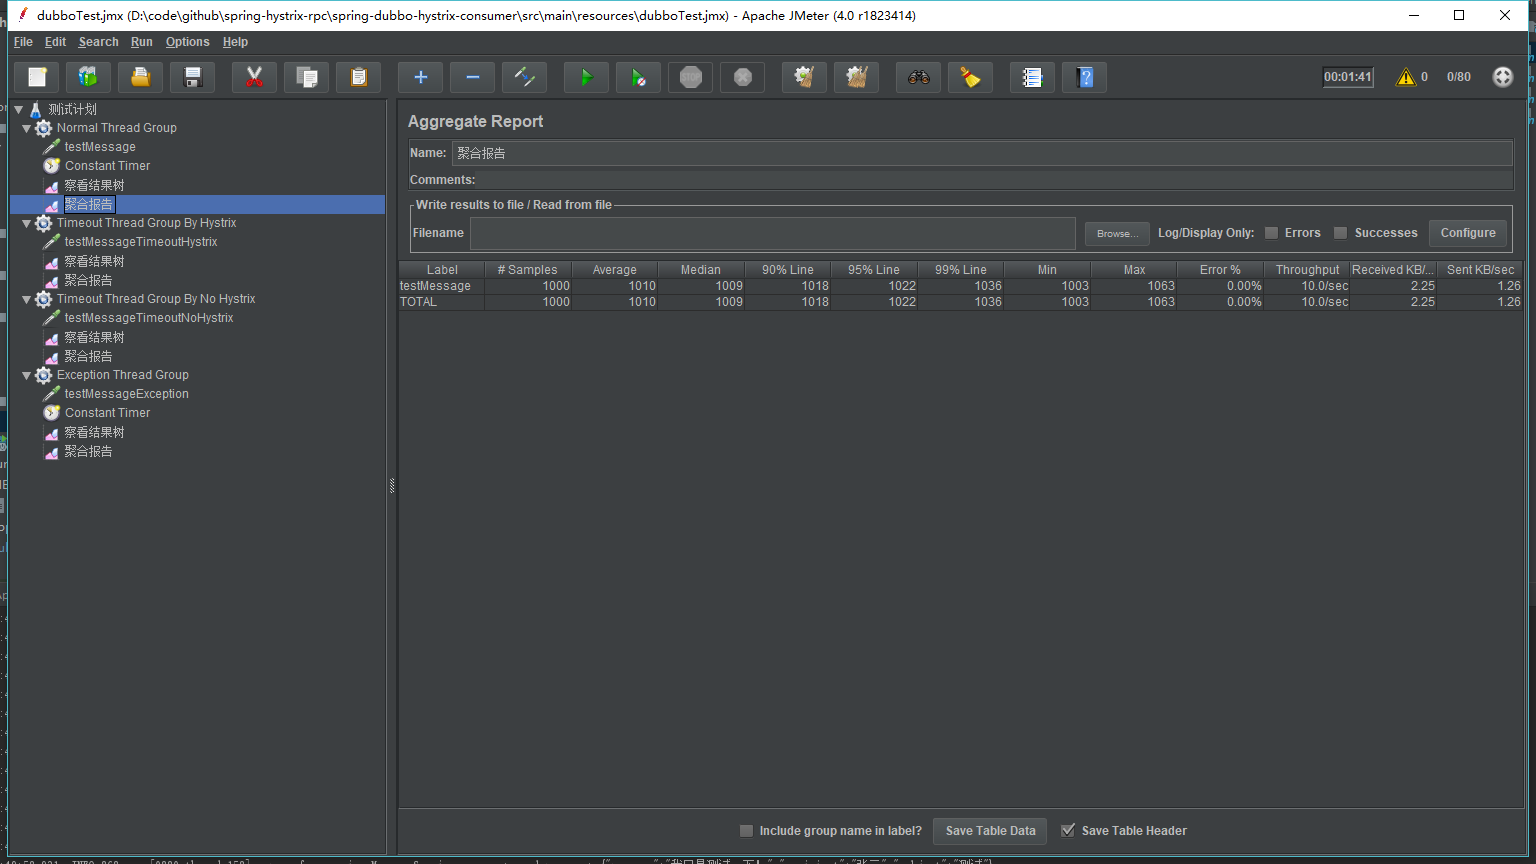 dubboTest.jmx (D:\code\github\spring-hystrix-rpc\spring-dubbo-hystrix-consumer\src\main\resources\dubboTest.jmx) - Apache JMeter (4.0 r1823414)
File Edit Search Run Options Help
STOP
00:01:41 0 0/80
测试计划
Normal Thread Group
testMessage
Constant Timer
察看结果树
聚合报告
Timeout Thread Group By Hystrix
testMessageTimeoutHystrix
察看结果树
聚合报告
Timeout Thread Group By No Hystrix
testMessageTimeoutNoHystrix
察看结果树
聚合报告
Exception Thread Group
testMessageException
Constant Timer
察看结果树
聚合报告
Aggregate Report
Name: 聚合报告
Comments:
Write results to file / Read from file
Filename Browse... Log/Display Only: Errors Successes Configure
Label # Samples Average Median 90% Line 95% Line 99% Line Min Max Error % Throughput Received KB/... Sent KB/sec
testMessage 1000 1010 1009 1018 1022 1036 1003 1063 0.00% 10.0/sec 2.25 1.26
TOTAL 1000 1010 1009 1018 1022 1036 1003 1063 0.00% 10.0/sec 2.25 1.26
Include group name in label? Save Table Data Save Table Header